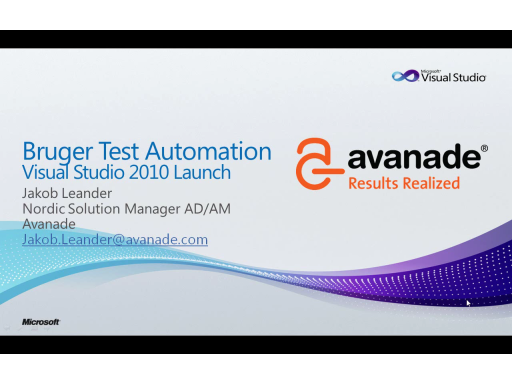 Microsoft®
Visual Studio
Bruger Test Automation
Visual Studio 2010 Launch
Jakob Leander
Nordic Solution Manager AD/AM
Avanade
Jakob.Leander@avanade.com
avanade®
Results Realized
Microsoft